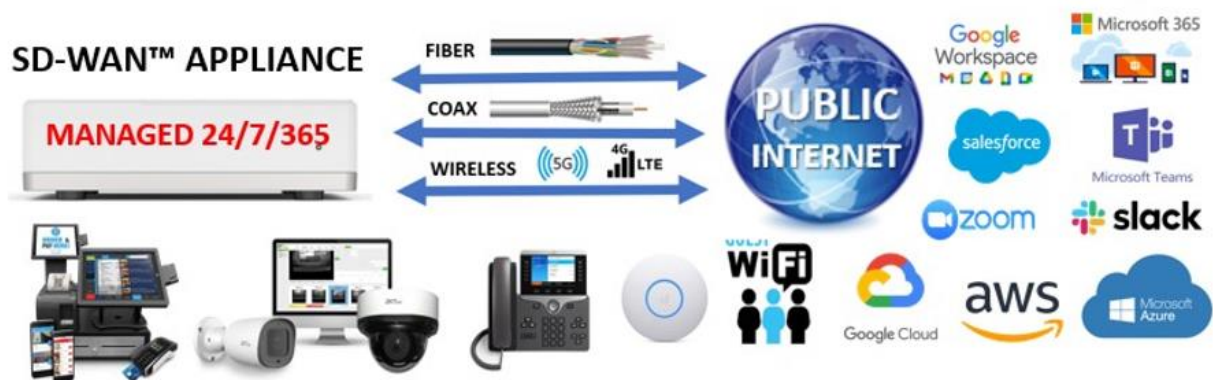 SD-WAN™ APPLIANCE
MANAGED 24/7/365
FIBER
COAX
WIRELESS
5G
4G
LTE
PUBLIC
INTERNET
Google
Workspace
Microsoft 365
salesforce
Microsoft Teams
zoom
slack
GUEST
WiFi
Google Cloud
aws
Microsoft
Azure